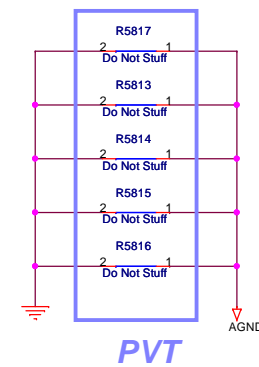 R5817
2 1
Do Not Stuff
R5813
2 1
Do Not Stuff
R5814
2 1
Do Not Stuff
R5815
2 1
Do Not Stuff
R5816
2 1
Do Not Stuff
AGND
PVT